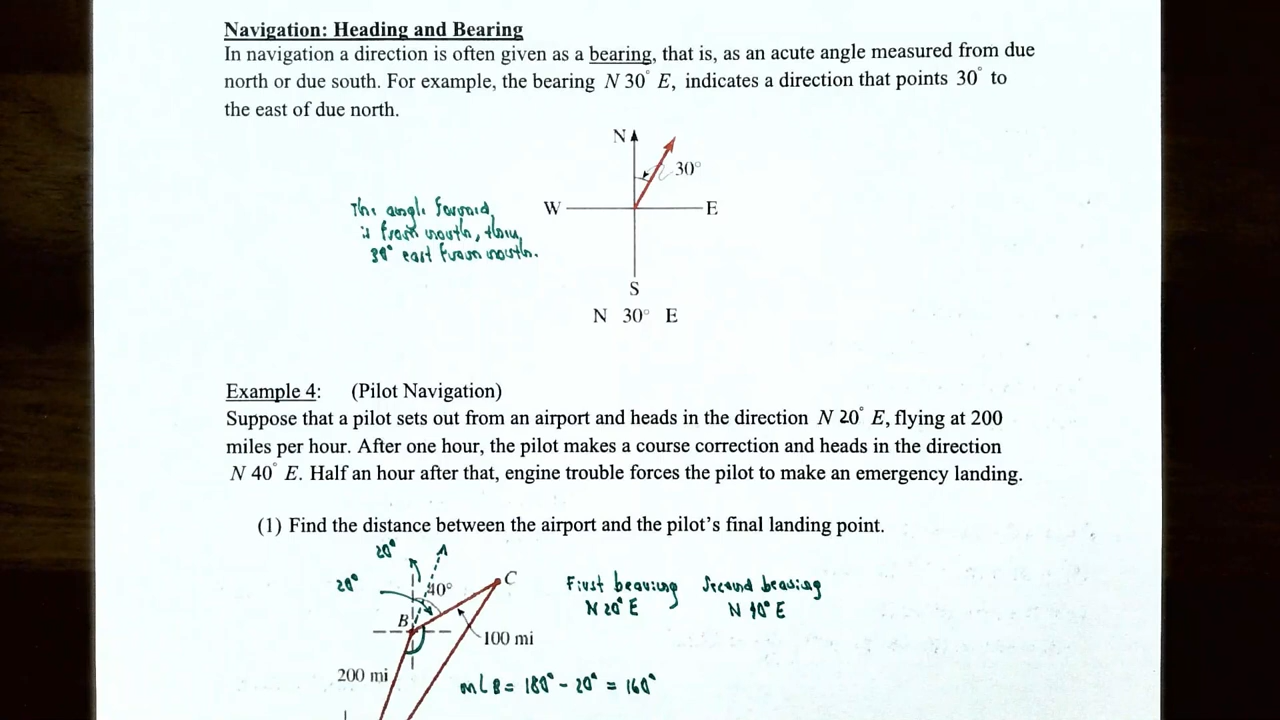 Navigation: Heading and Bearing
In navigation a direction is often given as a bearing, that is, as an acute angle measured from due
north or due south. For example, the bearing N 30° E, indicates a direction that points 30° to
the east of due north.
N
30°
W E
S
N 30° E
The angle formed,
is from north, thru,
30° east from north.
Example 4: (Pilot Navigation)
Suppose that a pilot sets out from an airport and heads in the direction N 20° E, flying at 200
miles per hour. After one hour, the pilot makes a course correction and heads in the direction
N 40° E. Half an hour after that, engine trouble forces the pilot to make an emergency landing.
(1) Find the distance between the airport and the pilot's final landing point.
20°
20°
40°
C
B
100 mi
200 mi
First bearing Second bearing
N 20° E N 40° E
m∠B = 180° - 20° = 160°